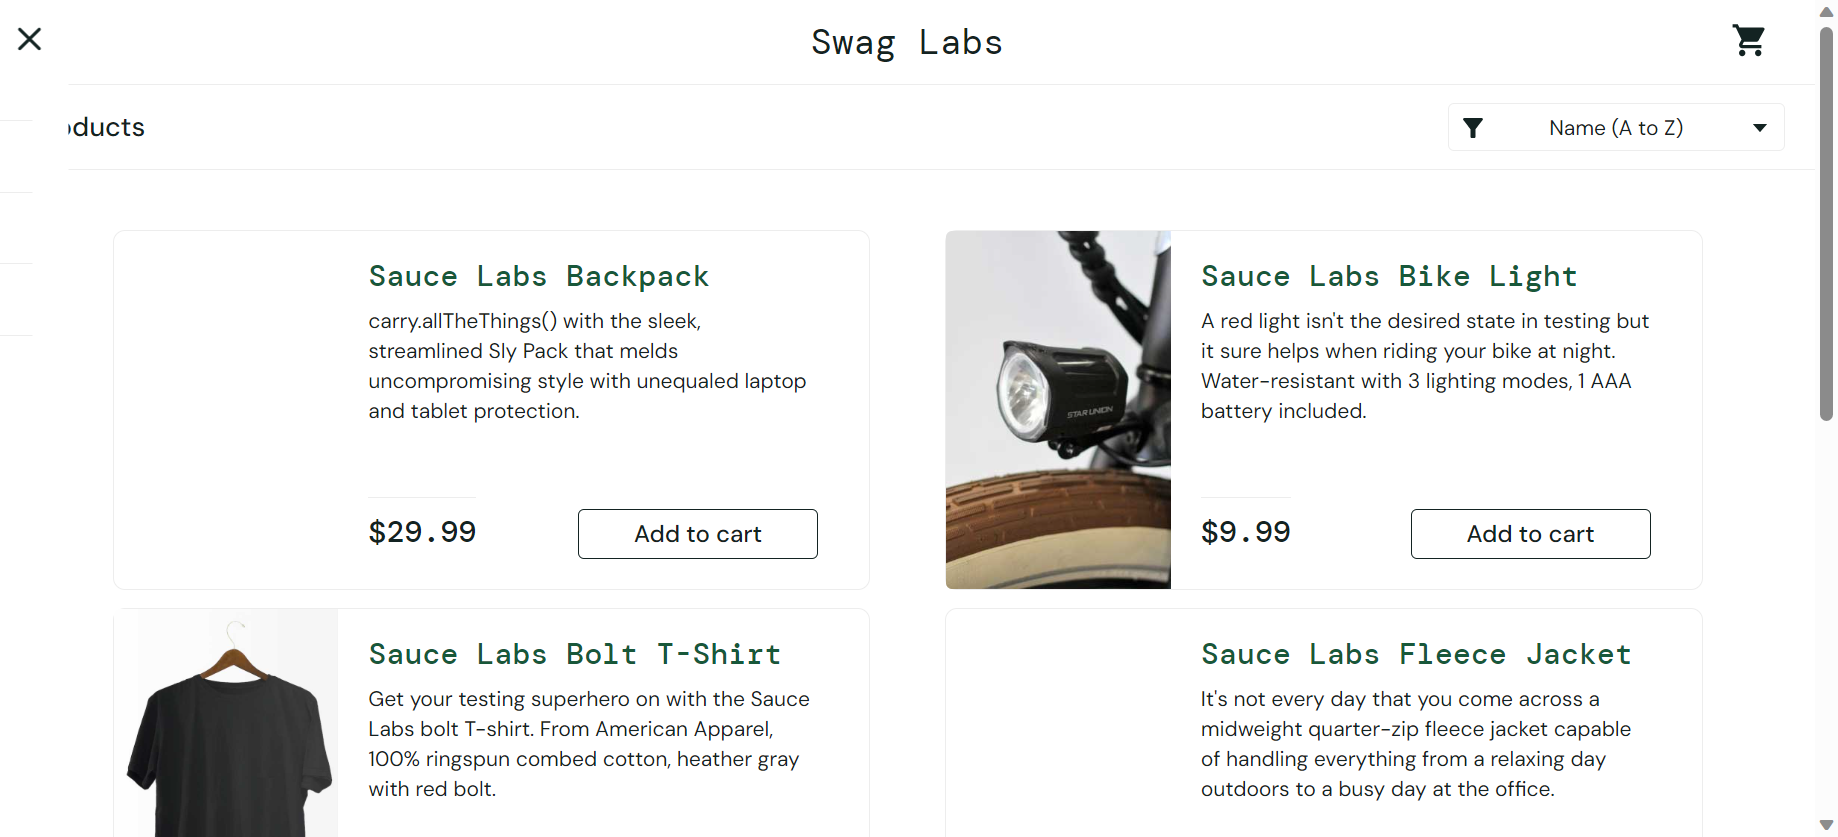 Swag Labs
oducts
Name (A to Z)
Sauce Labs Backpack
carry.allTheThings() with the sleek,
streamlined Sly Pack that melds
uncompromising style with unequaled laptop
and tablet protection.
$29.99
Add to cart
Sauce Labs Bike Light
A red light isn't the desired state in testing but
it sure helps when riding your bike at night.
Water-resistant with 3 lighting modes, 1 AAA
battery included.
STAR UNION
$9.99
Add to cart
Sauce Labs Bolt T-Shirt
Get your testing superhero on with the Sauce
Labs bolt T-shirt. From American Apparel,
100% ringspun combed cotton, heather gray
with red bolt.
Sauce Labs Fleece Jacket
It's not every day that you come across a
midweight quarter-zip fleece jacket capable
of handling everything from a relaxing day
outdoors to a busy day at the office.